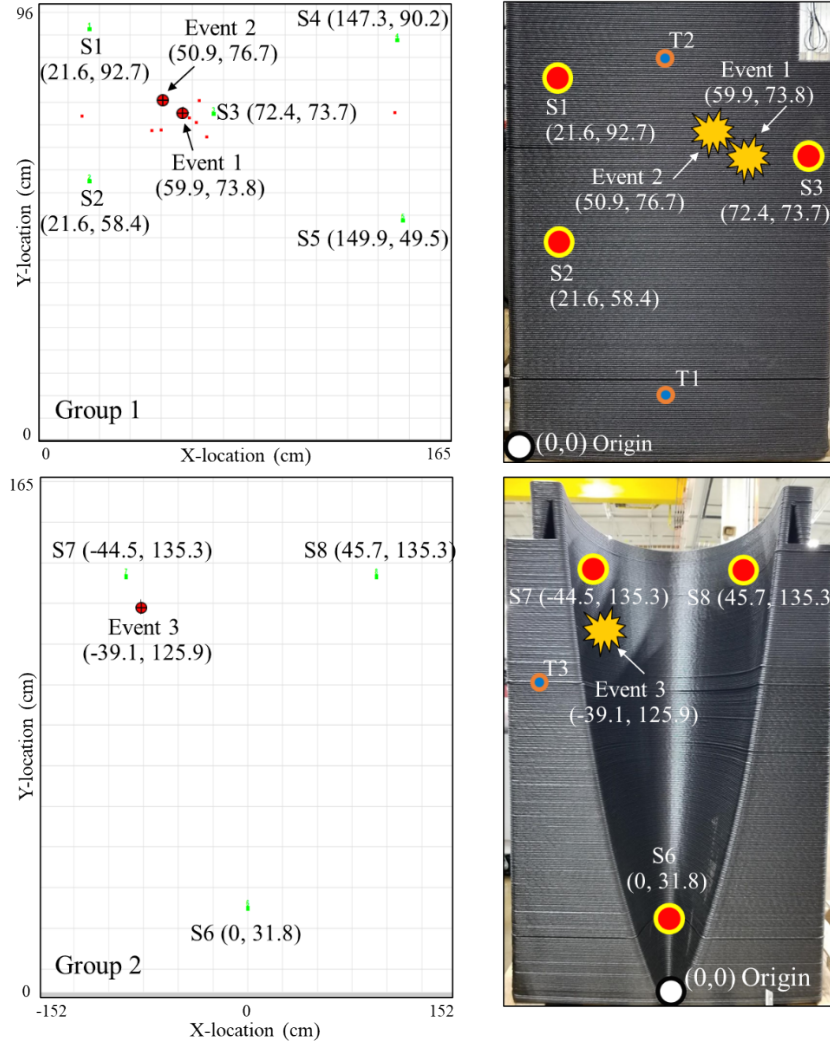 96
S1
(21.6, 92.7)
Event 2
(50.9, 76.7)
S4 (147.3, 90.2)
S3 (72.4, 73.7)
Event 1
(59.9, 73.8)
S2
(21.6, 58.4)
S5 (149.9, 49.5)
Y-location (cm)
Group 1
0
0
X-location (cm)
165
T2
S1
(21.6, 92.7)
Event 1
(59.9, 73.8)
Event 2
(50.9, 76.7)
S3
(72.4, 73.7)
S2
(21.6, 58.4)
T1
(0,0) Origin
165
S7 (-44.5, 135.3)
S8 (45.7, 135.3)
Event 3
(-39.1, 125.9)
Y-location (cm)
S6 (0, 31.8)
Group 2
0
-152
0
152
X-location (cm)
S7 (-44.5, 135.3)
S8 (45.7, 135.3)
T3
Event 3
(-39.1, 125.9)
S6
(0, 31.8)
(0,0) Origin